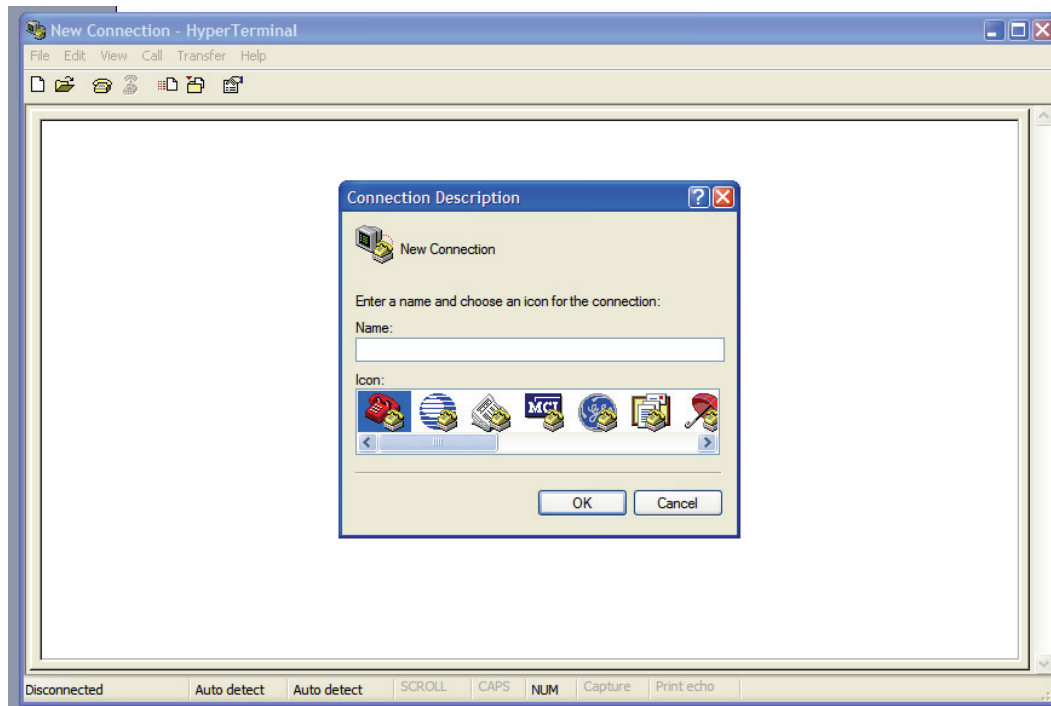 New Connection - HyperTerminal
File Edit View Call Transfer Help
Connection Description
New Connection
Enter a name and choose an icon for the connection:
Name:
Icon:
MCI
OK Cancel
Disconnected Auto detect Auto detect SCROLL CAPS NUM Capture Print echo